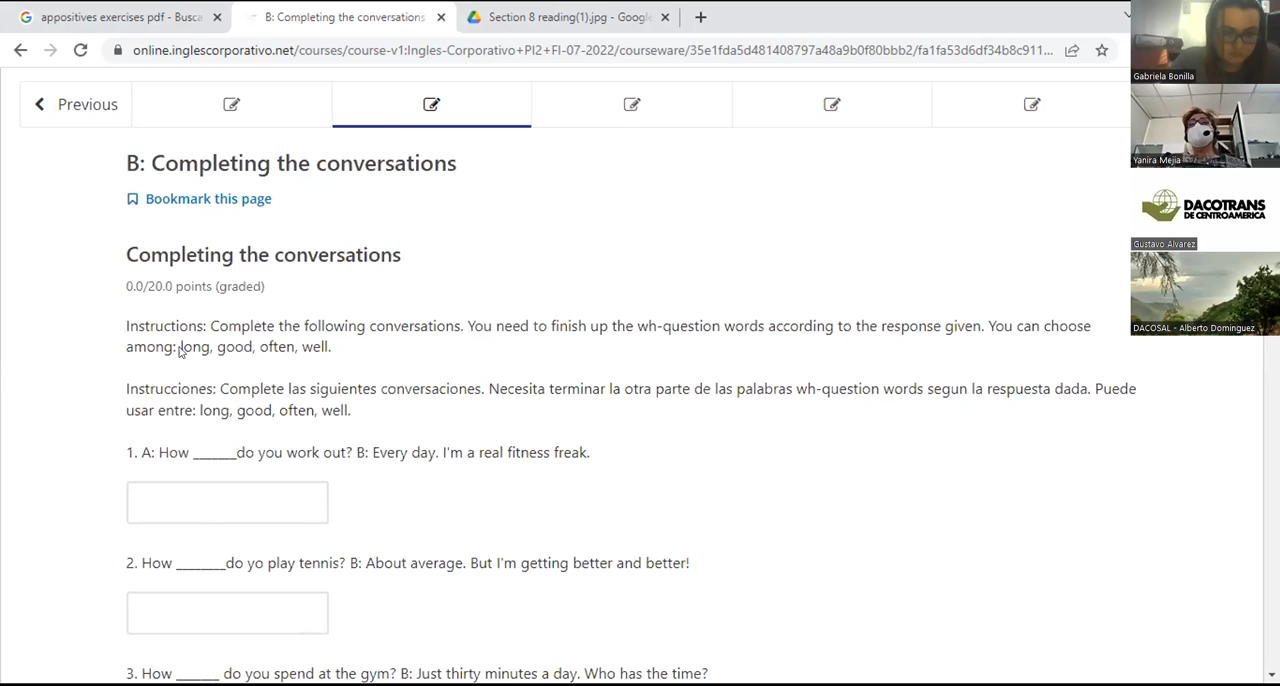 appositives exercises pdf - Busca
B: Completing the conversations
Section 8 reading(1).jpg - Google
online.inglescorporativo.net/courses/course-v1:Ingles-Corporativo+PI2+FI-07-2022/courseware/35e1fda5d481408797a48a9b0f80bbb2/fa1fa53d6df34b8c911...
Previous
B: Completing the conversations
Bookmark this page
Completing the conversations
0.0/20.0 points (graded)
Instructions: Complete the following conversations. You need to finish up the wh-question words according to the response given. You can choose
among: long, good, often, well.
Instrucciones: Complete las siguientes conversaciones. Necesita terminar la otra parte de las palabras wh-question words segun la respuesta dada. Puede
usar entre: long, good, often, well.
1. A: How ______do you work out? B: Every day. I'm a real fitness freak.
2. How _______do yo play tennis? B: About average. But I'm getting better and better!
3. How ______ do you spend at the gym? B: Just thirty minutes a day. Who has the time?
Gabriela Bonilla
Yanira Mejia
DACOTRANS
DE CENTROAMERICA
Gustavo Alvarez
DACOSAL - Alberto Dominguez